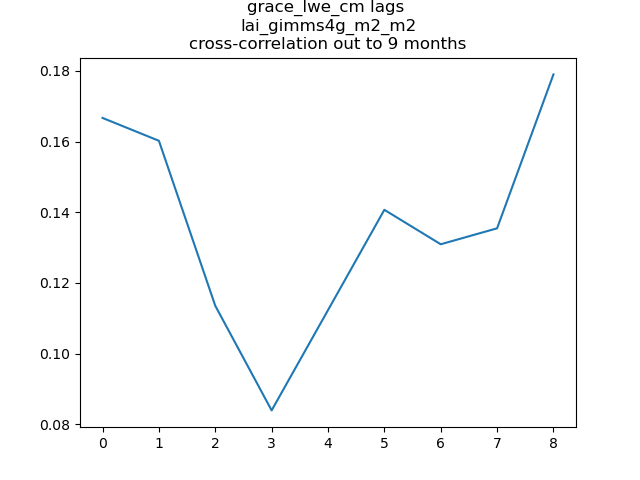 grace_lwe_cm lags
lai_gimms4g_m2_m2
cross-correlation out to 9 months
0.18
0.16
0.14
0.12
0.10
0.08
0 1 2 3 4 5 6 7 8